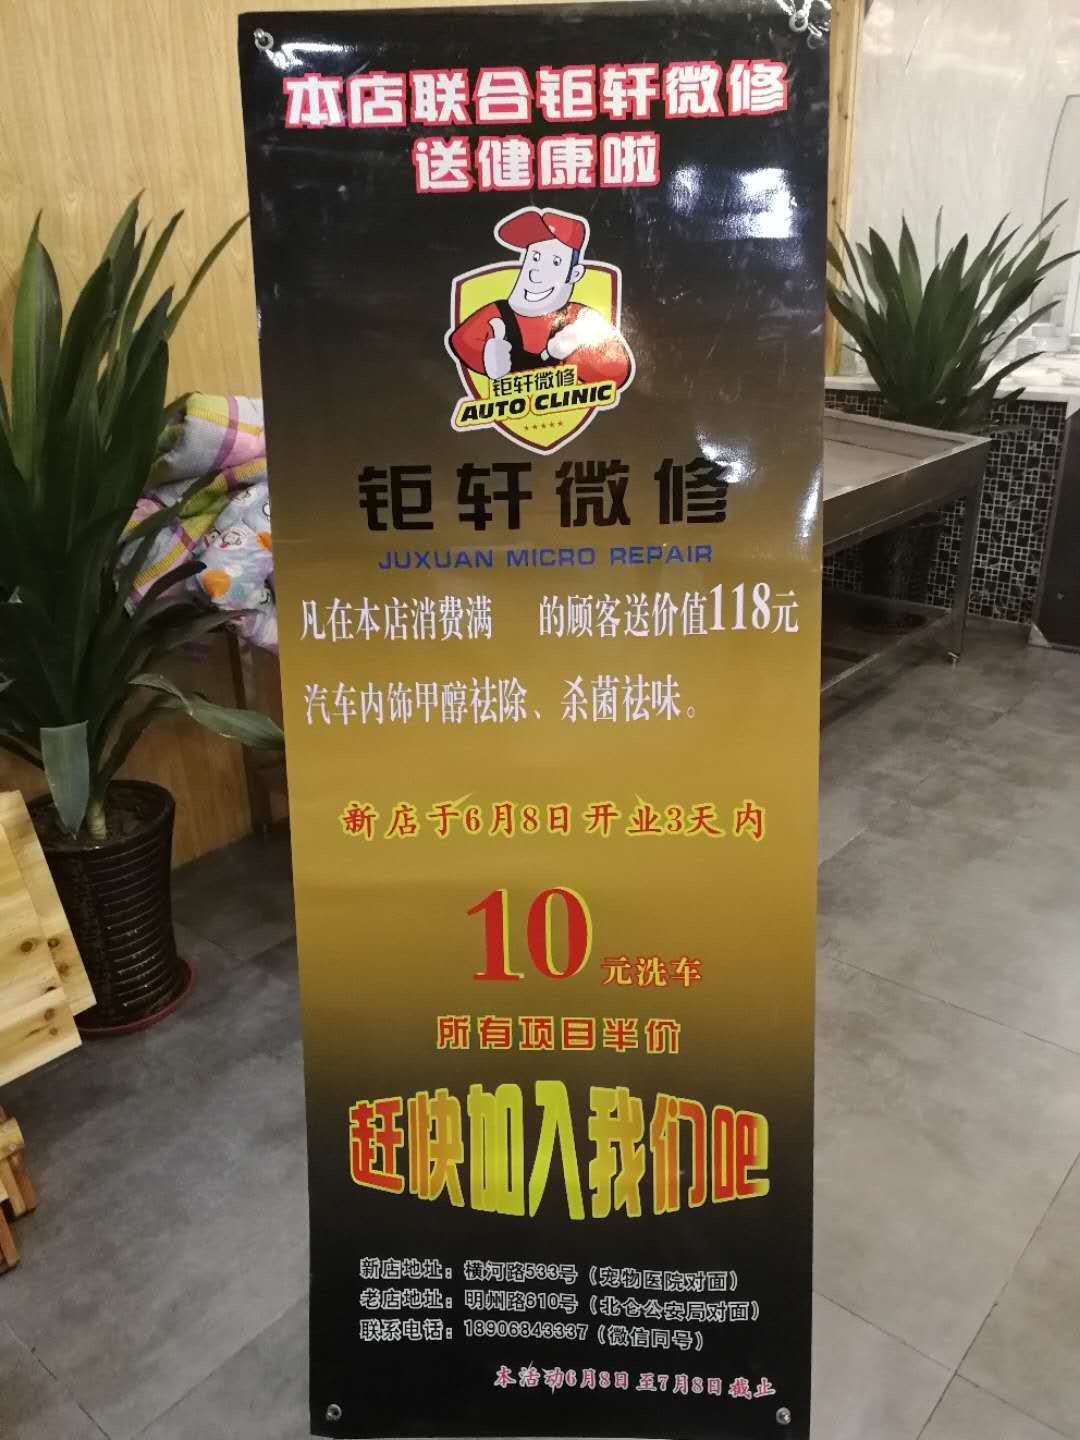 本店联合钜轩微修
送健康啦
钜轩微修
AUTO CLINIC
钜轩微修
JUXUAN MICRO REPAIR
凡在本店消费满 的顾客送价值118元
汽车内饰甲醇祛除、杀菌祛味。
新店于6月8日开业3天内
10元洗车
所有项目半价
赶快加入我们吧
新店地址：横河路533号（宠物医院对面）
老店地址：明州路610号（北仑公安局对面）
联系电话：18906843337（微信同号）
本活动6月8日至7月8日截止